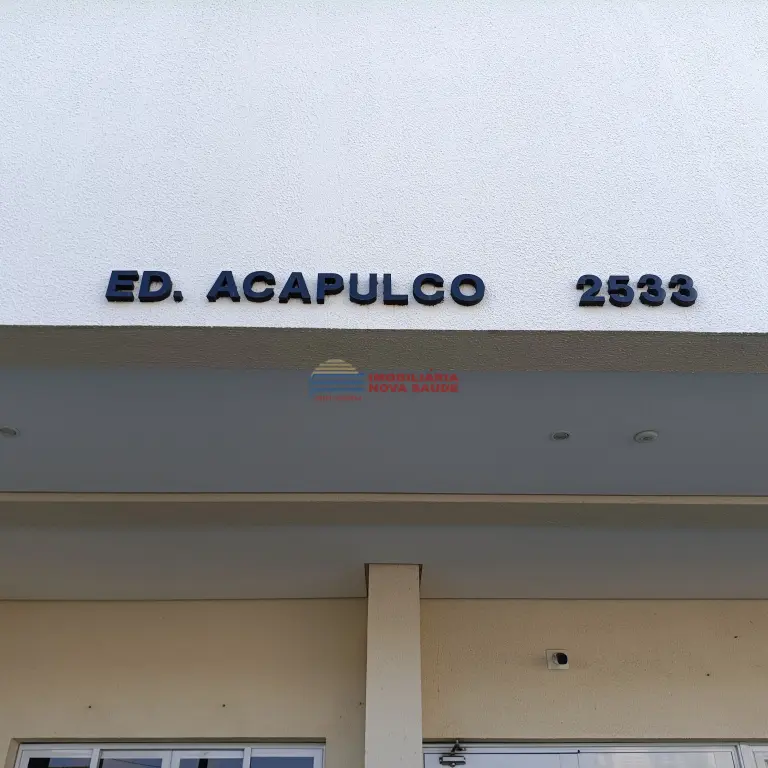 ED. ACAPULCO 2533
IMOBILIÁRIA
NOVA SAÚDE